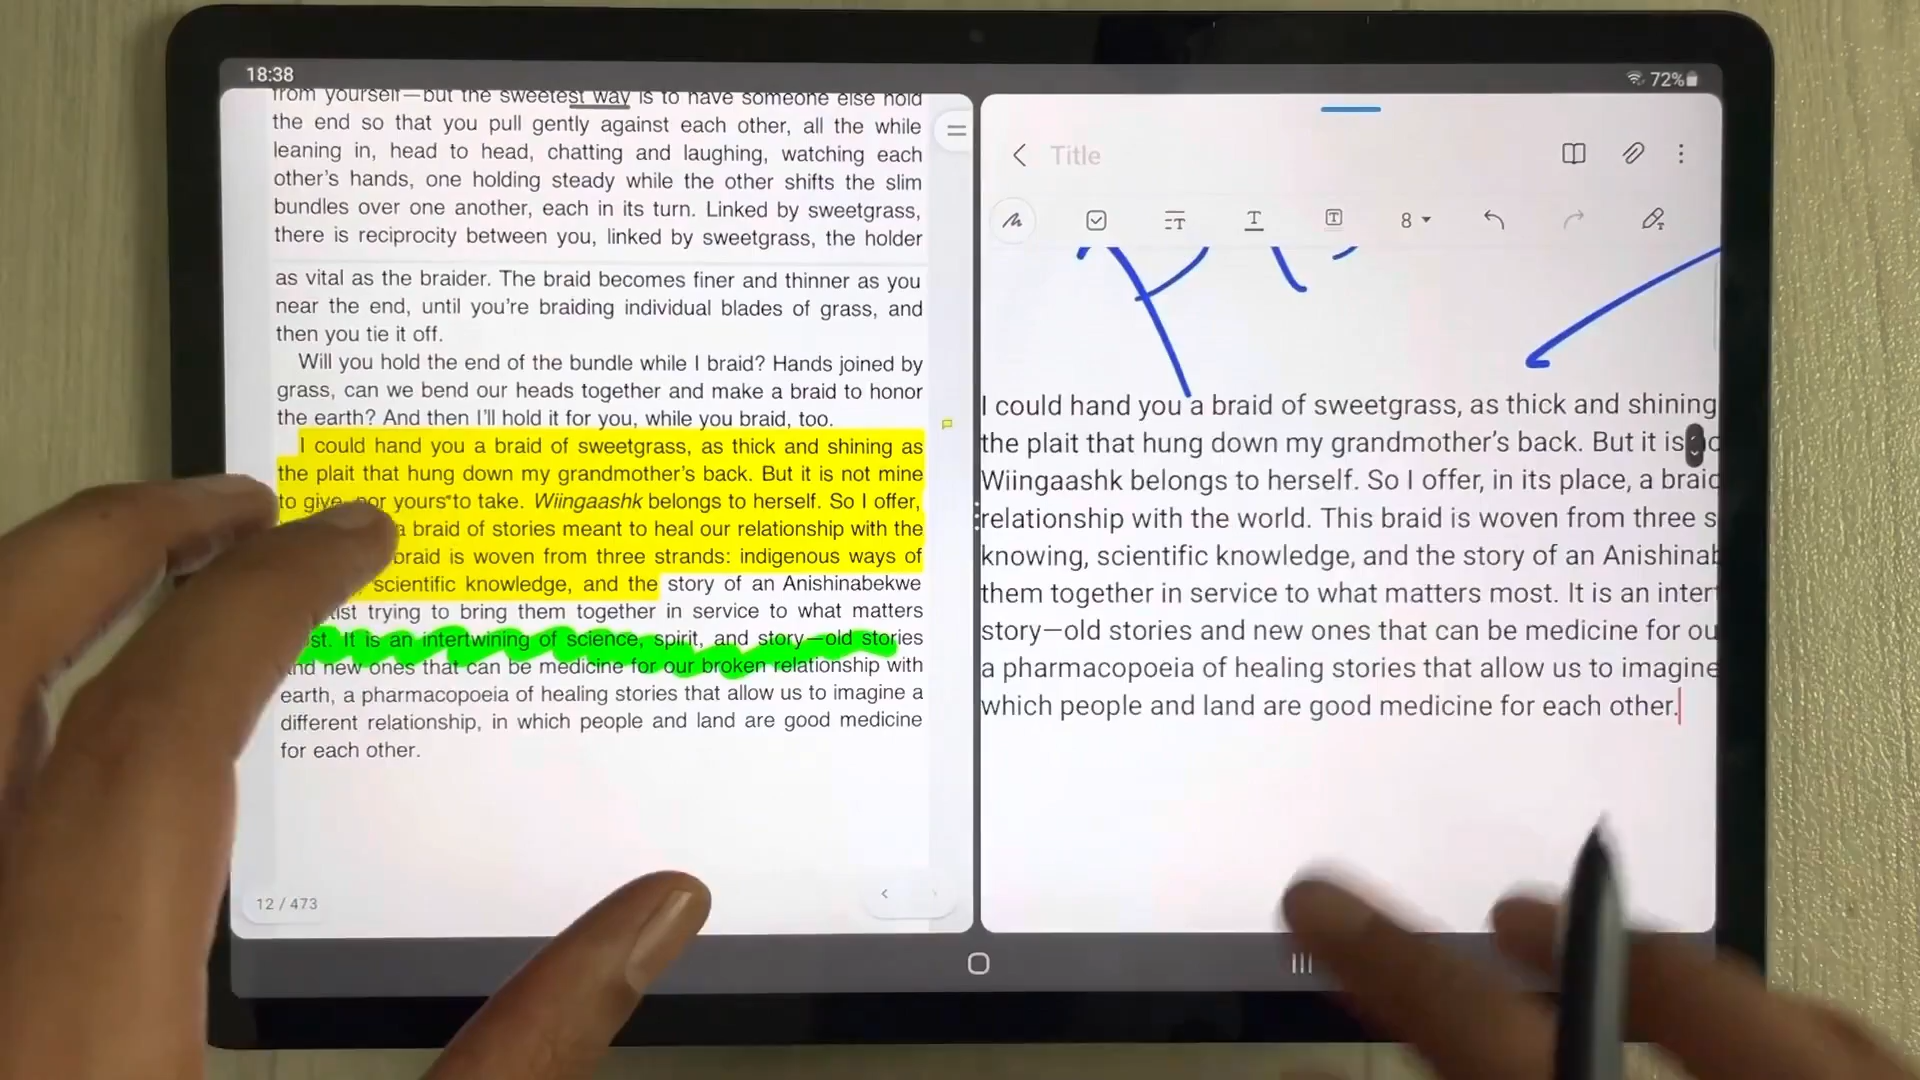 18:38
72%
from yourself—but the sweetest way is to have someone else hold
the end so that you pull gently against each other, all the while
leaning in, head to head, chatting and laughing, watching each
other's hands, one holding steady while the other shifts the slim
bundles over one another, each in its turn. Linked by sweetgrass,
there is reciprocity between you, linked by sweetgrass, the holder
as vital as the braider. The braid becomes finer and thinner as you
near the end, until you're braiding individual blades of grass, and
then you tie it off.
Will you hold the end of the bundle while I braid? Hands joined by
grass, can we bend our heads together and make a braid to honor
the earth? And then I'll hold it for you, while you braid, too.
I could hand you a braid of sweetgrass, as thick and shining as
the plait that hung down my grandmother's back. But it is not mine
to give, nor yours to take. Wiingaashk belongs to herself. So I offer,
a braid of stories meant to heal our relationship with the
braid is woven from three strands: indigenous ways of
scientific knowledge, and the story of an Anishinabekwe
trying to bring them together in service to what matters
It is an intertwining of science, spirit, and story—old stories
and new ones that can be medicine for our broken relationship with
earth, a pharmacopoeia of healing stories that allow us to imagine a
different relationship, in which people and land are good medicine
for each other.
12 / 473
Title
8
I could hand you a braid of sweetgrass, as thick and shining
the plait that hung down my grandmother's back. But it is
Wiingaashk belongs to herself. So I offer, in its place, a
relationship with the world. This braid is woven from three
knowing, scientific knowledge, and the story of an
them together in service to what matters most. It is an
story—old stories and new ones that can be medicine for
a pharmacopoeia of healing stories that allow us to imagine
which people and land are good medicine for each other.